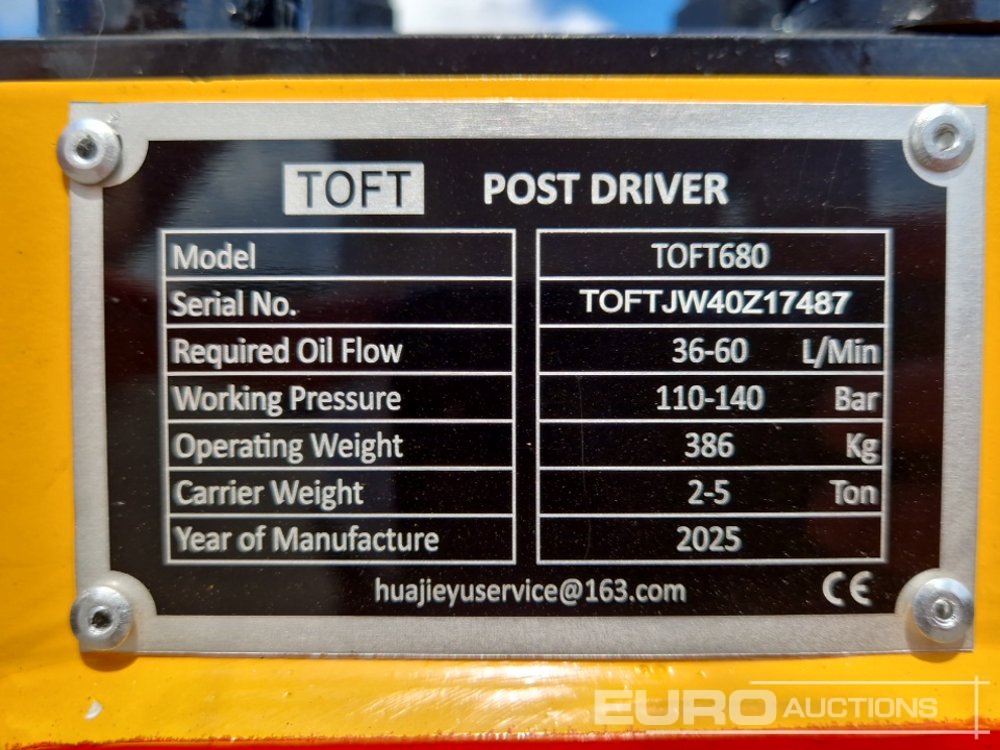 TOFT POST DRIVER
Model TOFT680
Serial No. TOFTJW40Z17487
Required Oil Flow 36-60 L/Min
Working Pressure 110-140 Bar
Operating Weight 386 Kg
Carrier Weight 2-5 Ton
Year of Manufacture 2025
huajieyuservice@163.com CE
EURO AUCTIONS